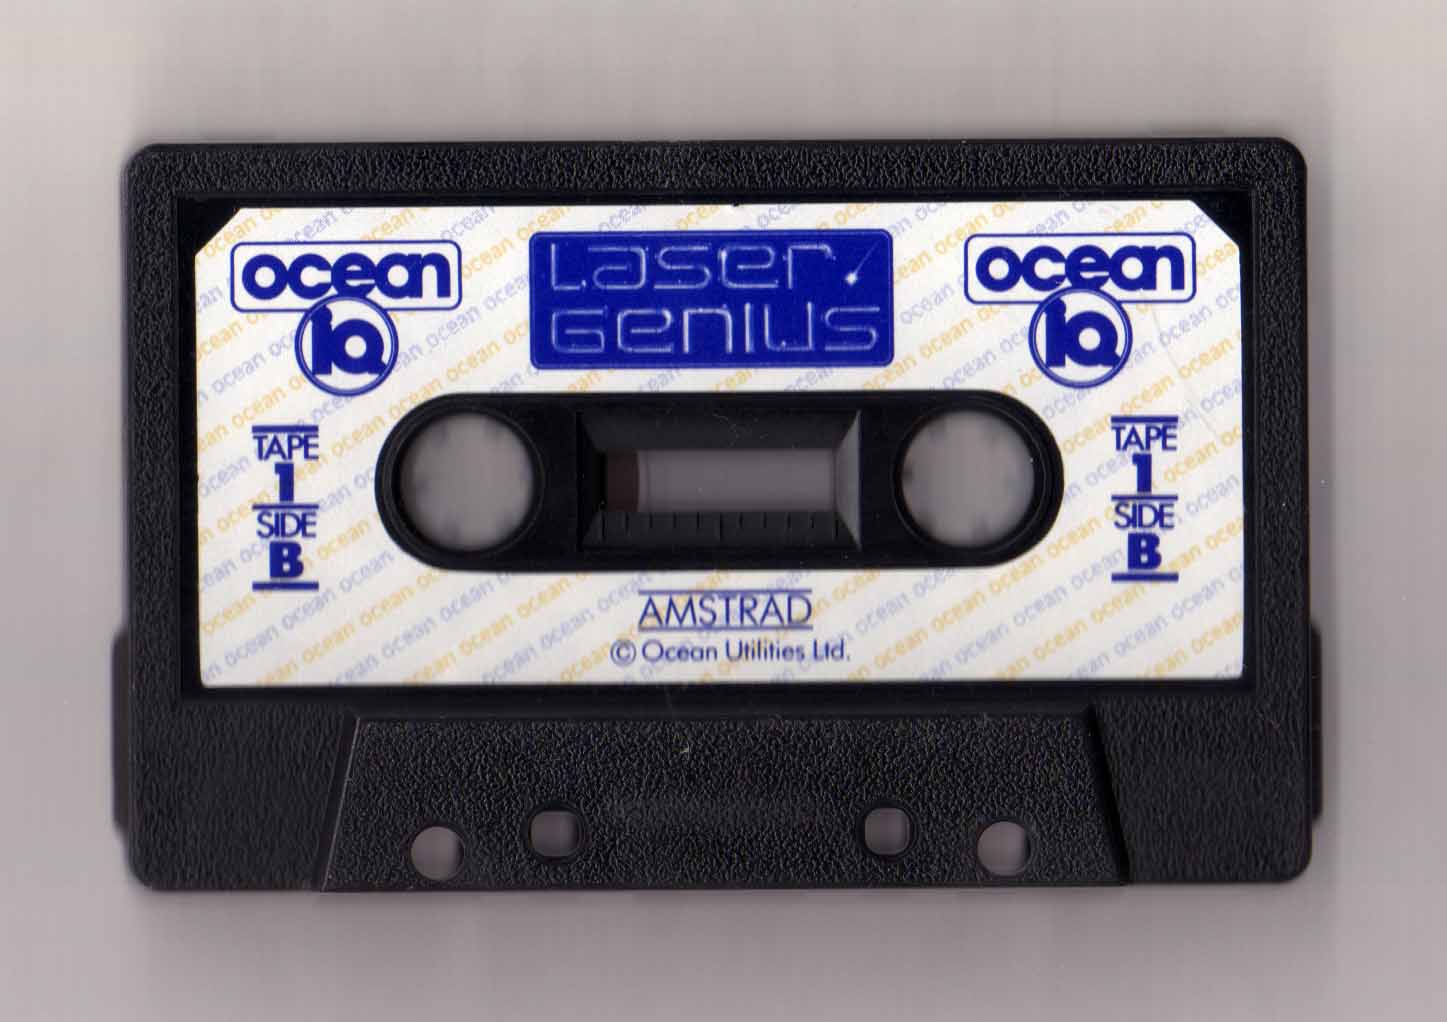 ocean
IQ
LASER
GENIUS
ocean
IQ
TAPE
1
SIDE
B
TAPE
1
SIDE
B
AMSTRAD
© Ocean Utilities Ltd.